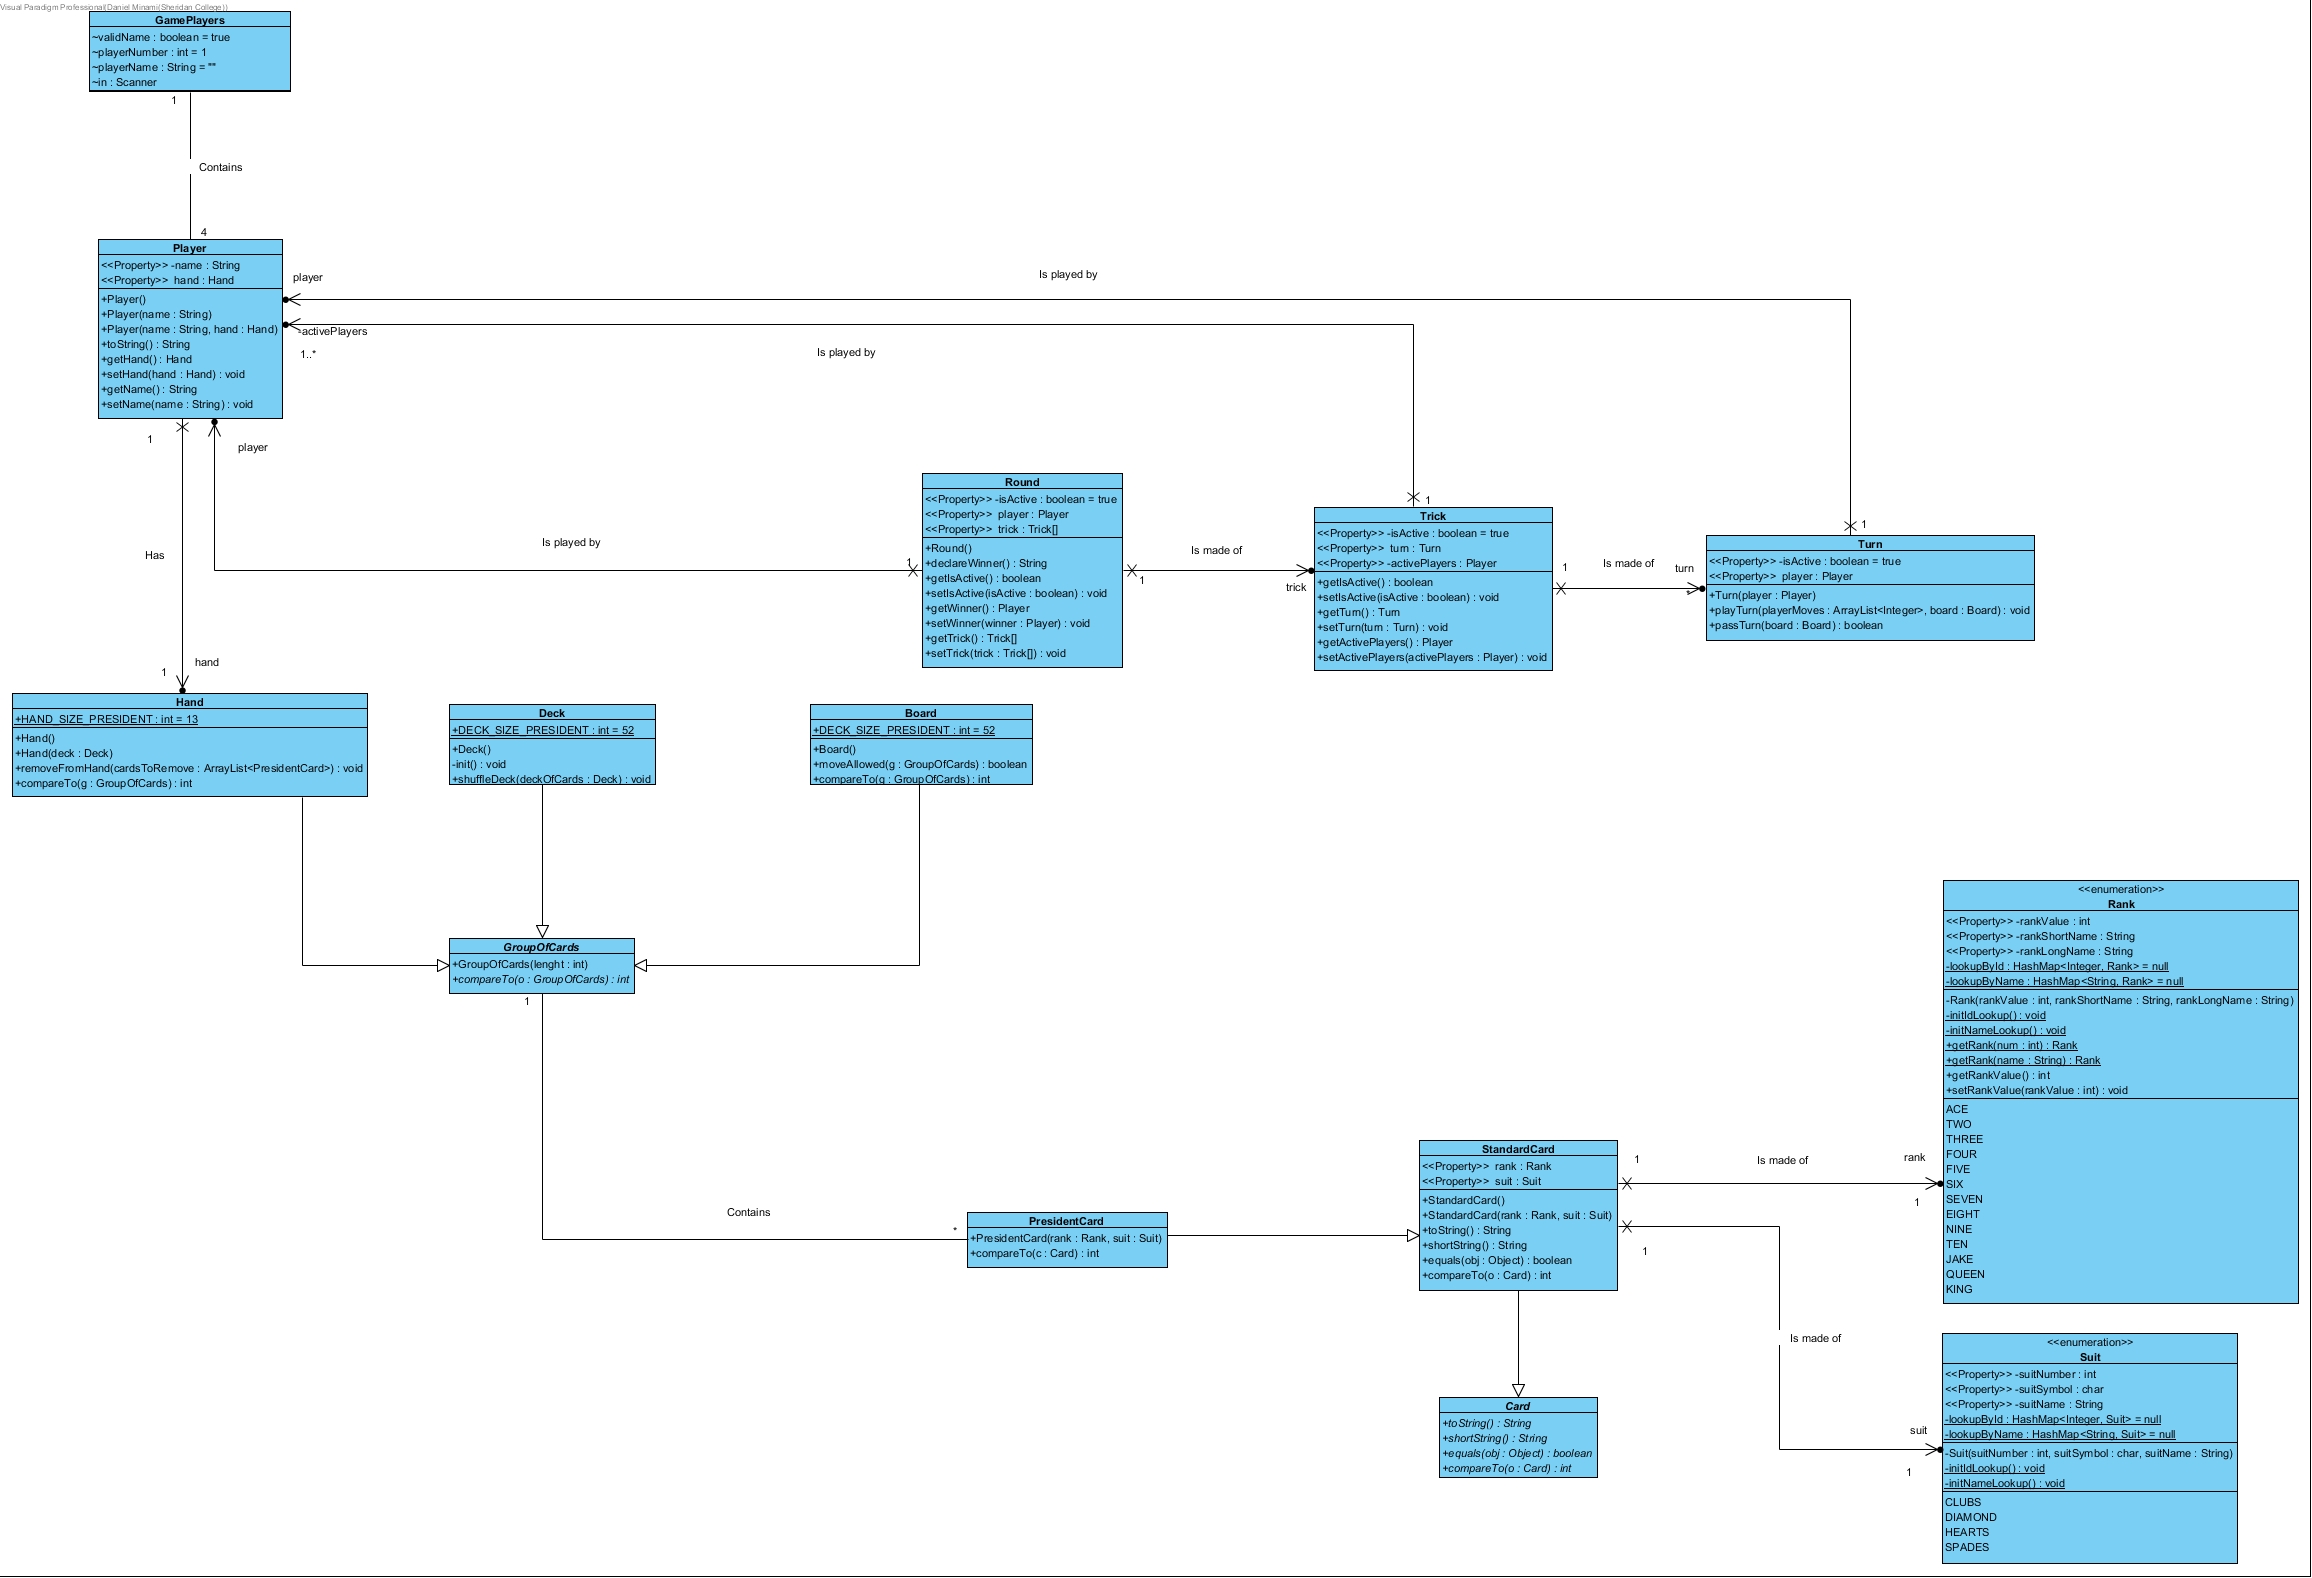 Visual Paradigm Professional(Daniel Minami(Sheridan College))
GamePlayers
~validName : boolean = true
~playerNumber : int = 1
~playerName : String = ""
~in : Scanner
1
Contains
4
Player
<<Property>> -name : String
<<Property>> hand : Hand
+Player()
+Player(name : String)
+Player(name : String, hand : Hand)
+toString() : String
+getHand() : Hand
+setHand(hand : Hand) : void
+getName() : String
+setName(name : String) : void
player
Is played by
-activePlayers
1..*
Is played by
1
1
1
player
Has
Is played by
1
hand
1
Round
<<Property>> -isActive : boolean = true
<<Property>> player : Player
<<Property>> trick : Trick[]
+Round()
+declareWinner() : String
+getIsActive() : boolean
+setIsActive(isActive : boolean) : void
+getWinner() : Player
+setWinner(winner : Player) : void
+getTrick() : Trick[]
+setTrick(trick : Trick[]) : void
Is made of
1
trick
Trick
<<Property>> -isActive : boolean = true
<<Property>> turn : Turn
<<Property>> -activePlayers : Player
+getIsActive() : boolean
+setIsActive(isActive : boolean) : void
+getTurn() : Turn
+setTurn(turn : Turn) : void
+getActivePlayers() : Player
+setActivePlayers(activePlayers : Player) : void
1
Is made of
turn
*
Turn
<<Property>> -isActive : boolean = true
<<Property>> player : Player
+Turn(player : Player)
+playTurn(playerMoves : ArrayList<Integer>, board : Board) : void
+passTurn(board : Board) : boolean
Hand
+HAND_SIZE_PRESIDENT : int = 13
+Hand()
+Hand(deck : Deck)
+removeFromHand(cardsToRemove : ArrayList<PresidentCard>) : void
+compareTo(g : GroupOfCards) : int
Deck
+DECK_SIZE_PRESIDENT : int = 52
+Deck()
-init() : void
+shuffleDeck(deckOfCards : Deck) : void
Board
+DECK_SIZE_PRESIDENT : int = 52
+Board()
+moveAllowed(g : GroupOfCards) : boolean
+compareTo(g : GroupOfCards) : int
GroupOfCards
+GroupOfCards(lenght : int)
+compareTo(o : GroupOfCards) : int
1
Contains
*
PresidentCard
+PresidentCard(rank : Rank, suit : Suit)
+compareTo(c : Card) : int
StandardCard
<<Property>> rank : Rank
<<Property>> suit : Suit
+StandardCard()
+StandardCard(rank : Rank, suit : Suit)
+toString() : String
+shortString() : String
+equals(obj : Object) : boolean
+compareTo(o : Card) : int
1
Is made of
rank
1
1
Is made of
suit
1
<<enumeration>>
Rank
<<Property>> -rankValue : int
<<Property>> -rankShortName : String
<<Property>> -rankLongName : String
-lookupById : HashMap<Integer, Rank> = null
-lookupByName : HashMap<String, Rank> = null
-Rank(rankValue : int, rankShortName : String, rankLongName : String)
-initIdLookup() : void
-initNameLookup() : void
+getRank(num : int) : Rank
+getRank(name : String) : Rank
+getRankValue() : int
+setRankValue(rankValue : int) : void
ACE
TWO
THREE
FOUR
FIVE
SIX
SEVEN
EIGHT
NINE
TEN
JAKE
QUEEN
KING
Card
+toString() : String
+shortString() : String
+equals(obj : Object) : boolean
+compareTo(o : Card) : int
<<enumeration>>
Suit
<<Property>> -suitNumber : int
<<Property>> -suitSymbol : char
<<Property>> -suitName : String
-lookupById : HashMap<Integer, Suit> = null
-lookupByName : HashMap<String, Suit> = null
-Suit(suitNumber : int, suitSymbol : char, suitName : String)
-initIdLookup() : void
-initNameLookup() : void
CLUBS
DIAMOND
HEARTS
SPADES